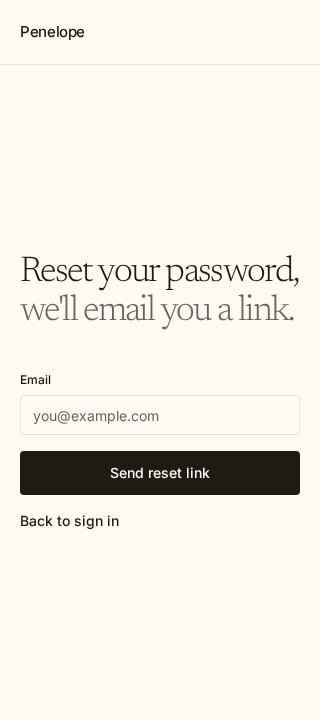 Penelope
Reset your password,
we'll email you a link.
Email
you@example.com
Send reset link
Back to sign in